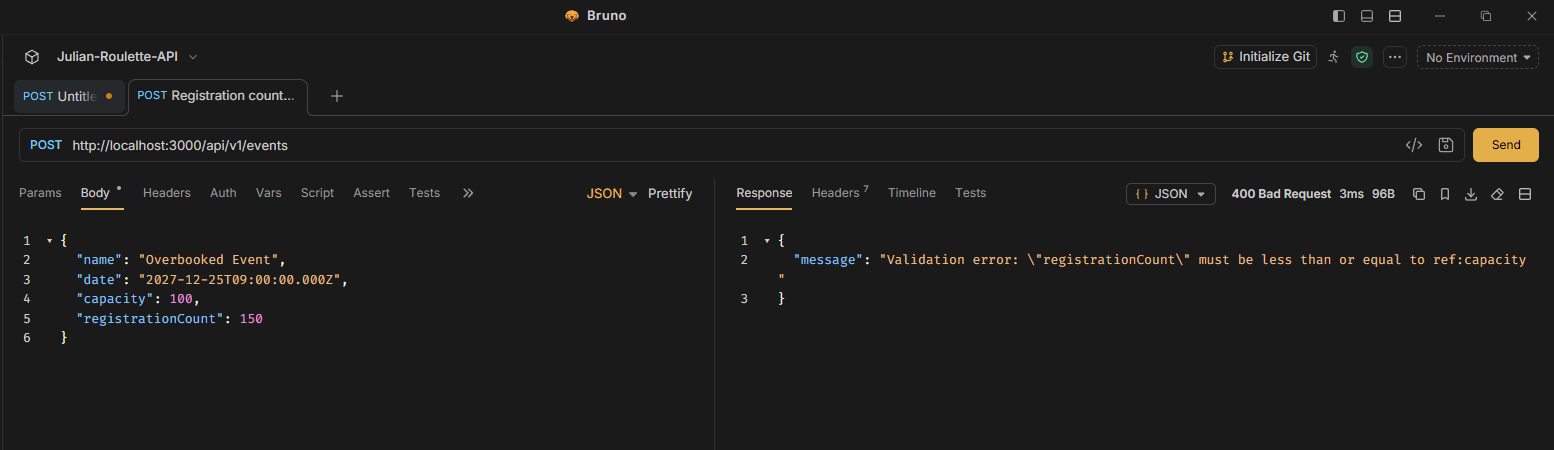 Bruno
Julian-Roulette-API
Initialize Git
No Environment
POST Untitle
POST Registration count...
POST http://localhost:3000/api/v1/events
Send
Params Body Headers Auth Vars Script Assert Tests JSON Prettify
1 {
2 "name": "Overbooked Event",
3 "date": "2027-12-25T09:00:00.000Z",
4 "capacity": 100,
5 "registrationCount": 150
6 }
Response Headers 7 Timeline Tests { } JSON 400 Bad Request 3ms 96B
1 {
2 "message": "Validation error: \"registrationCount\" must be less than or equal to ref:capacity
"
3 }